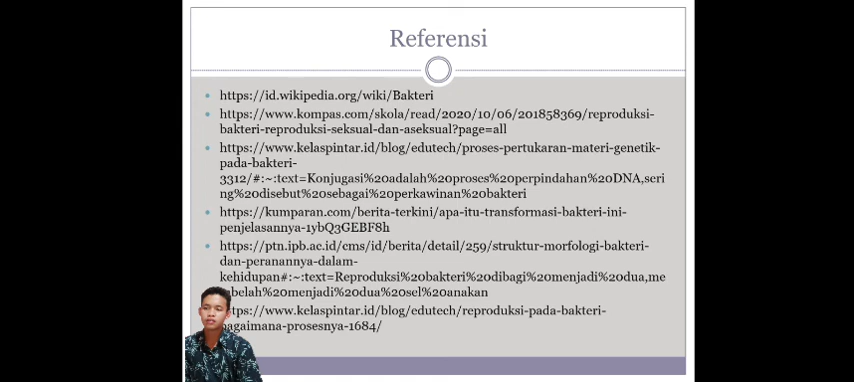 Referensi
https://id.wikipedia.org/wiki/Bakteri
https://www.kompas.com/skola/read/2020/10/06/201858369/reproduksi-
bakteri-reproduksi-seksual-dan-aseksual?page=all
https://www.kelaspintar.id/blog/edutech/proses-pertukaran-materi-genetik-
pada-bakteri-
3312/#:~:text=Konjugasi%20adalah%20proses%20perpindahan%20DNA,seri
ng%20disebut%20sebagai%20perkawinan%20bakteri
https://kumparan.com/berita-terkini/apa-itu-transformasi-bakteri-ini-
penjelasannya-1ybQ3GEBF8h
https://ptn.ipb.ac.id/cms/id/berita/detail/259/struktur-morfologi-bakteri-
dan-peranannya-dalam-
kehidupan#:~:text=Reproduksi%20bakteri%20dibagi%20menjadi%20dua,me
belah%20menjadi%20dua%20sel%20anakan
ttps://www.kelaspintar.id/blog/edutech/reproduksi-pada-bakteri-
bagaimana-prosesnya-1684/